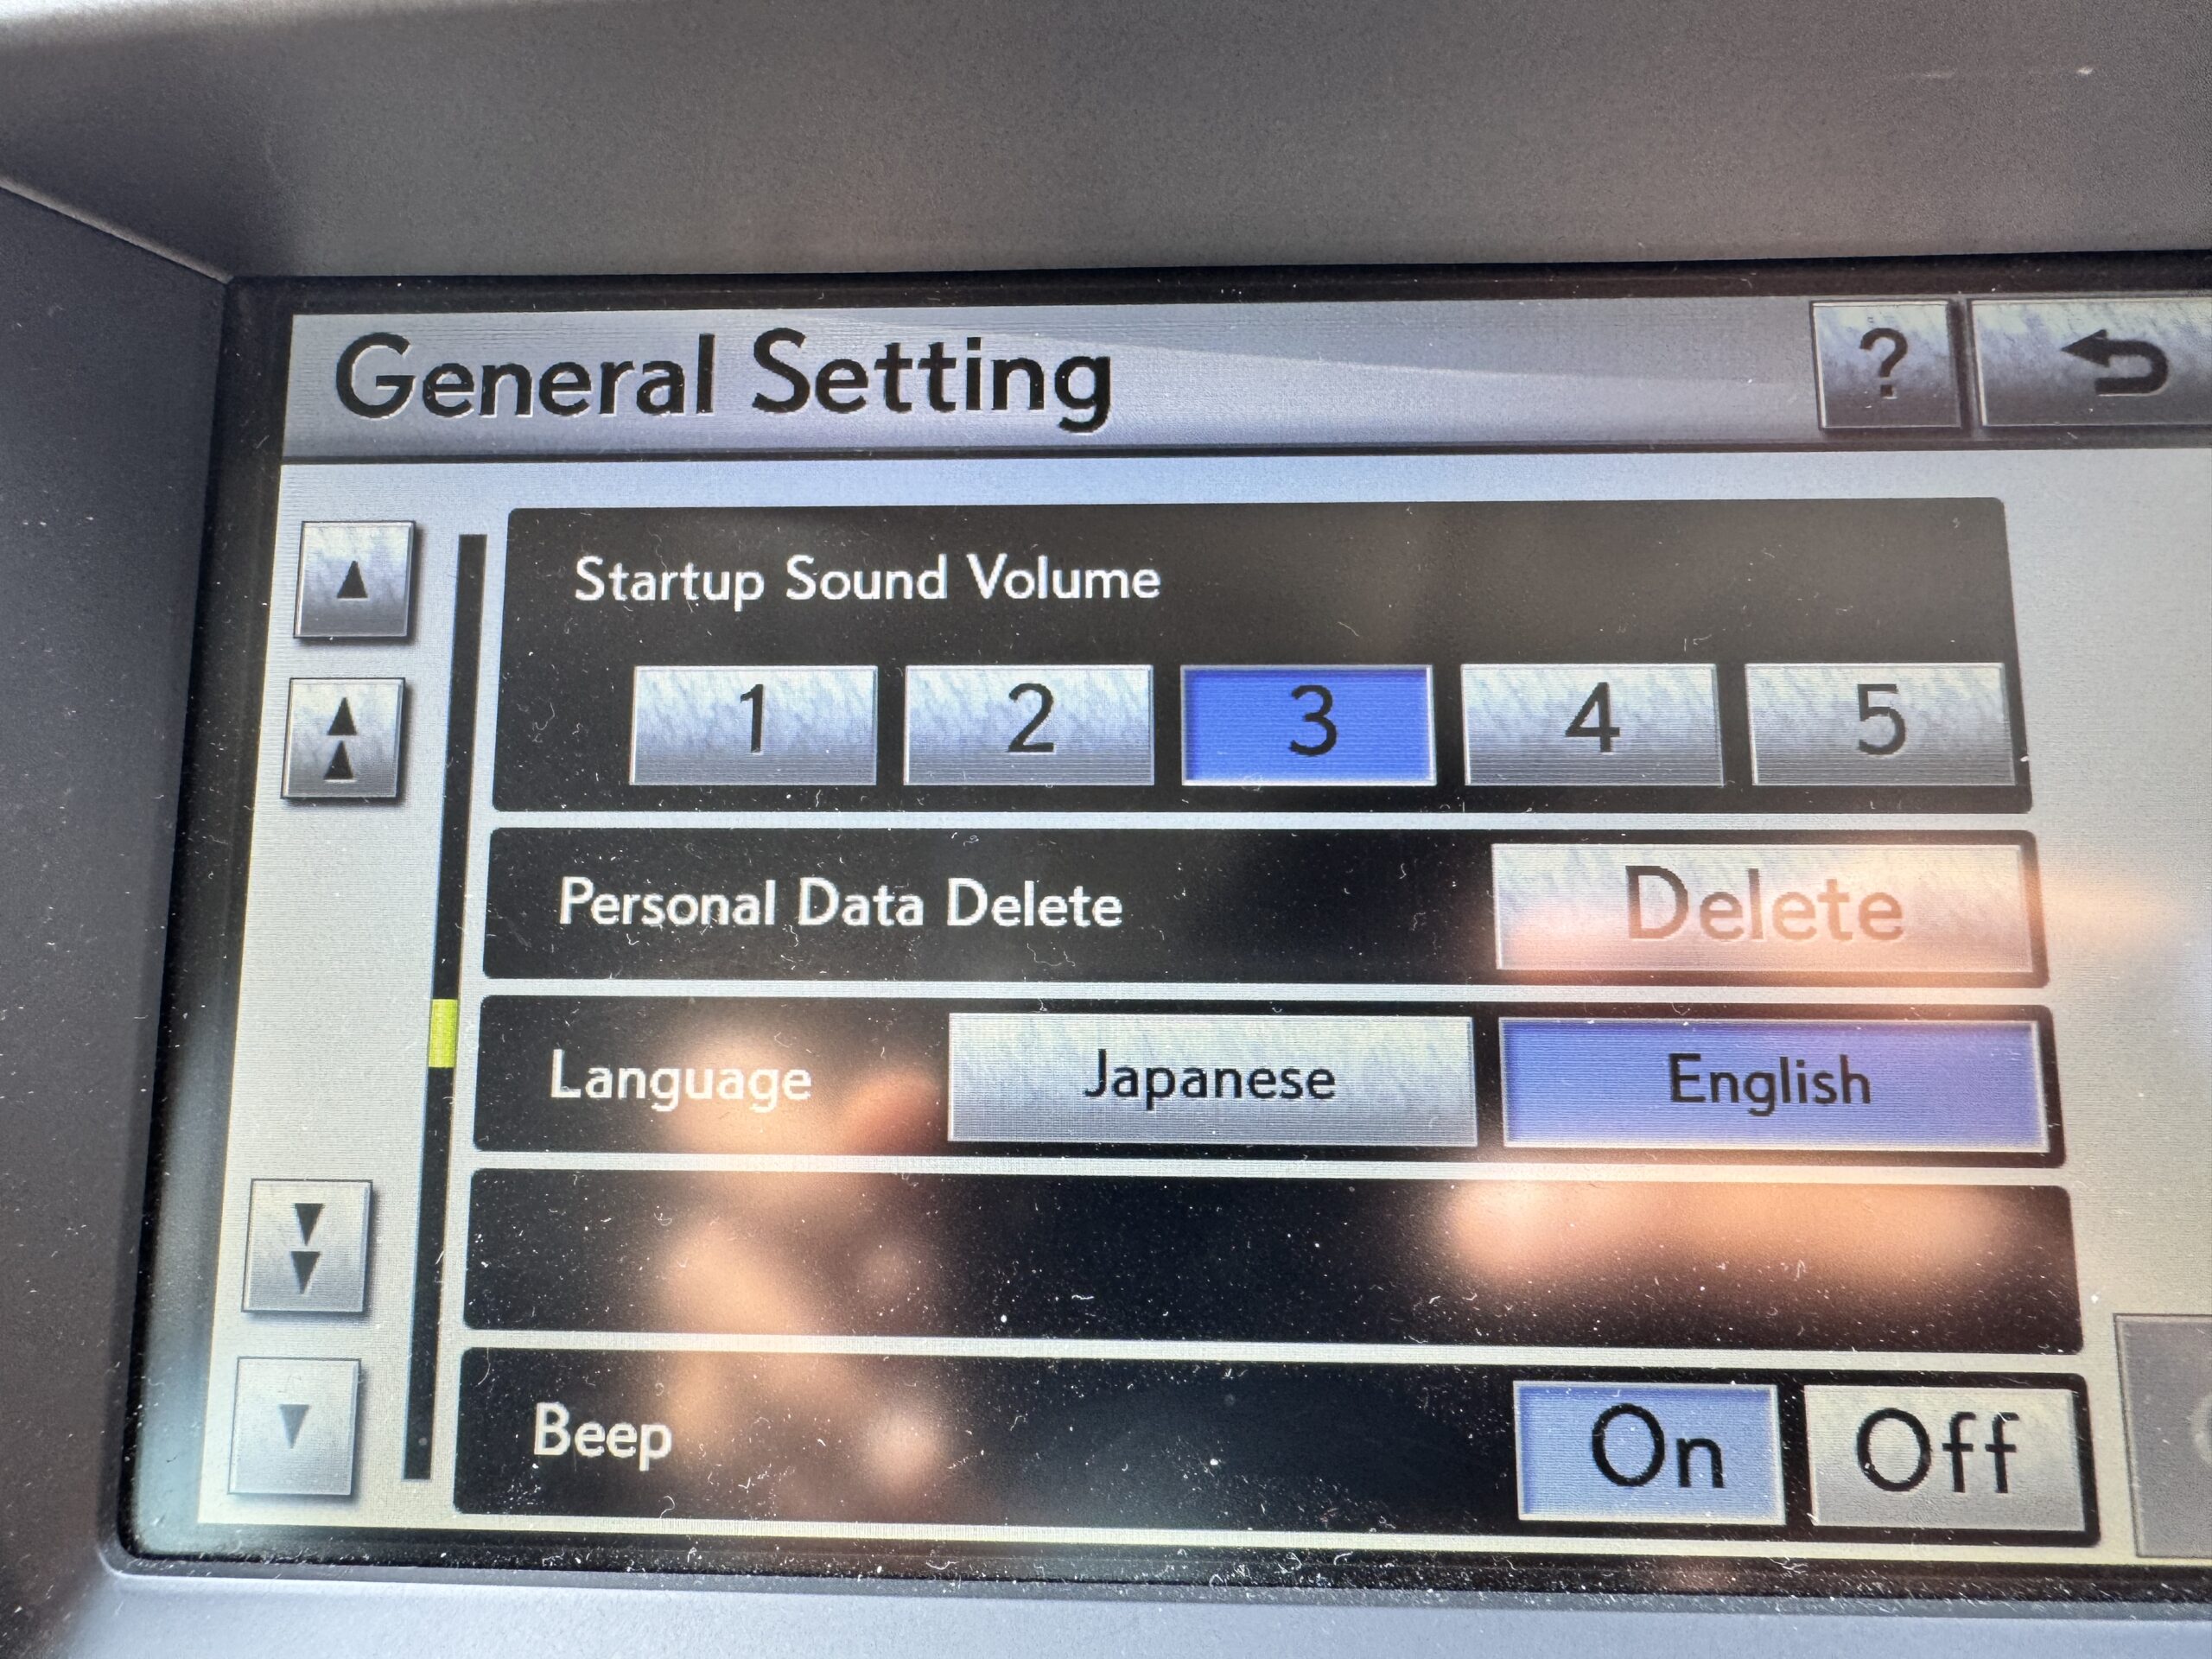 General Setting ?
Startup Sound Volume
1 2 3 4 5
Personal Data Delete Delete
Language Japanese English
Beep On Off